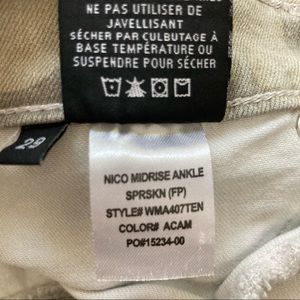 NE PAS UTILISER DE
JAVELLISANT
SÉCHER PAR CULBUTAGE À
BASE TEMPÉRATURE OU
SUSPENDRE POUR SÉCHER
29
NICO MIDRISE ANKLE
SPRSKN (FP)
STYLE# WMA407TEN
COLOR# ACAM
PO#15234-00